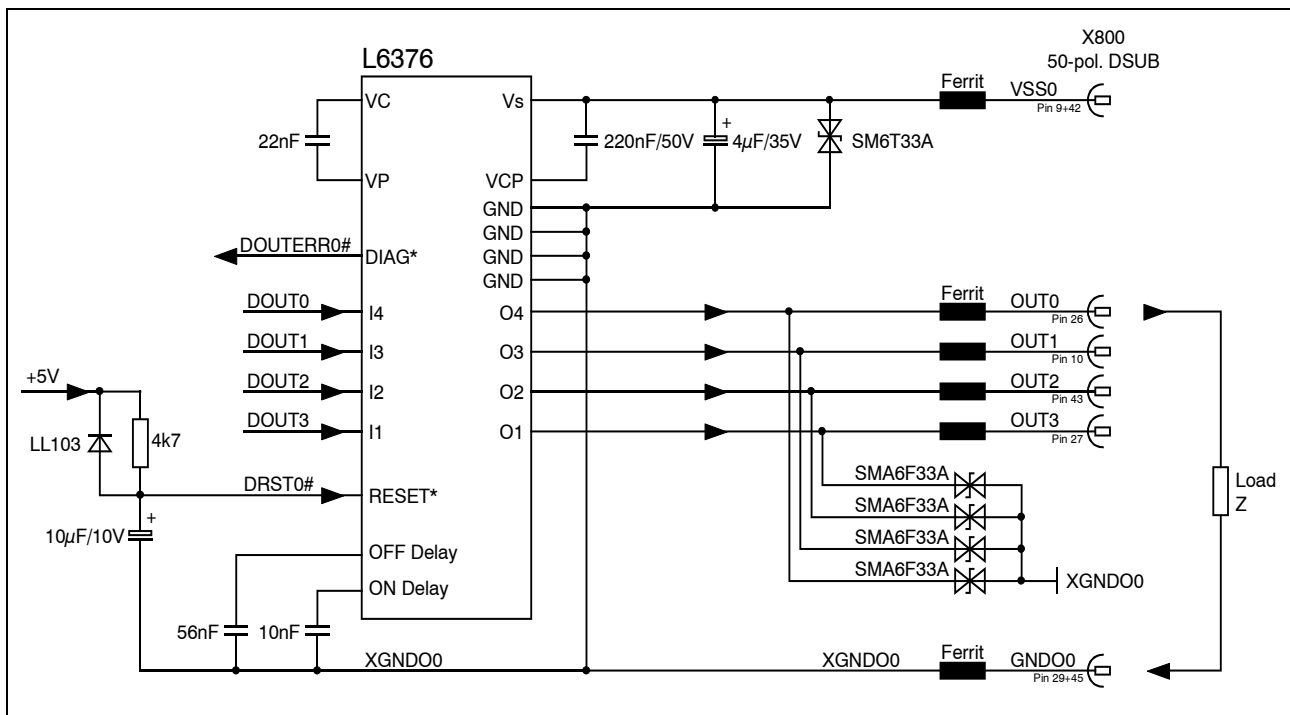 X800
50-pol. DSUB
L6376
VC
Vs
Ferrit
VSS0
Pin 9+42
22nF
220nF/50V
+
4µF/35V
SM6T33A
VP
VCP
GND
GND
GND
GND
DOUTERR0#
DIAG*
DOUT0
I4
O4
Ferrit
OUT0
Pin 26
DOUT1
I3
O3
OUT1
Pin 10
+5V
DOUT2
I2
O2
OUT2
Pin 43
LL103
4k7
DOUT3
I1
O1
OUT3
Pin 27
SMA6F33A
SMA6F33A
SMA6F33A
SMA6F33A
Load
Z
DRST0#
RESET*
+
10µF/10V
OFF Delay
ON Delay
XGNDO0
56nF
10nF
XGNDO0
XGNDO0
Ferrit
GNDO0
Pin 29+45